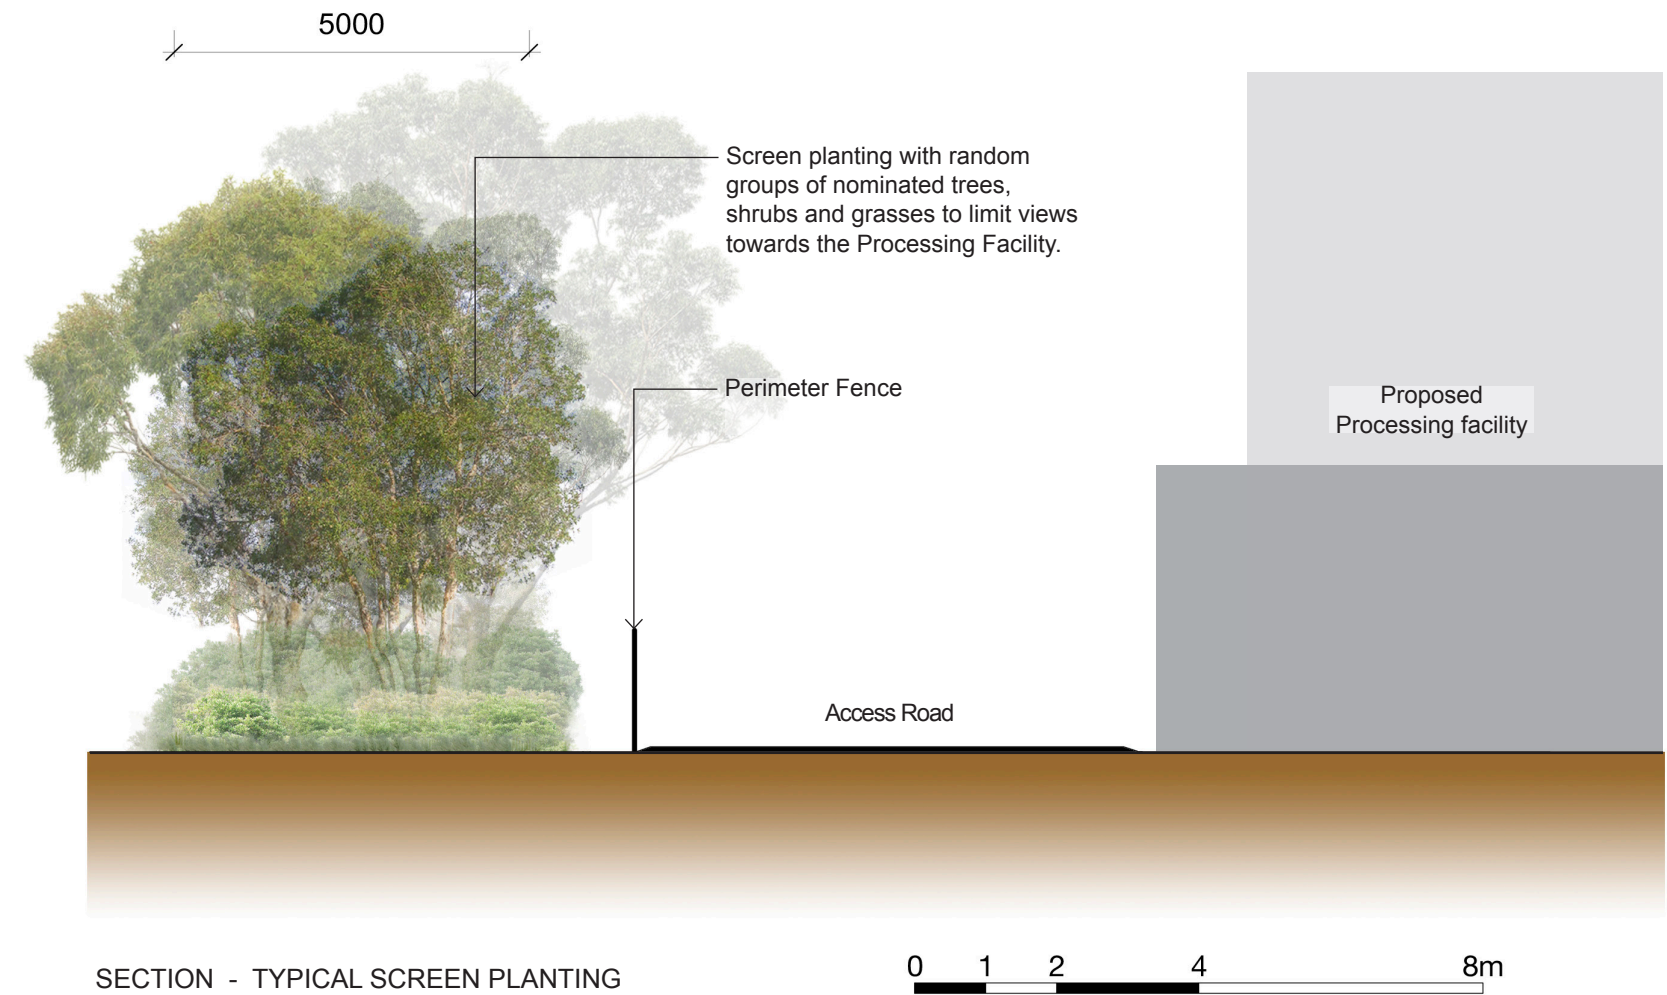 5000
Screen planting with random
groups of nominated trees,
shrubs and grasses to limit views
towards the Processing Facility.
Perimeter Fence
Proposed
Processing facility
Access Road
SECTION - TYPICAL SCREEN PLANTING
0 1 2 4 8m